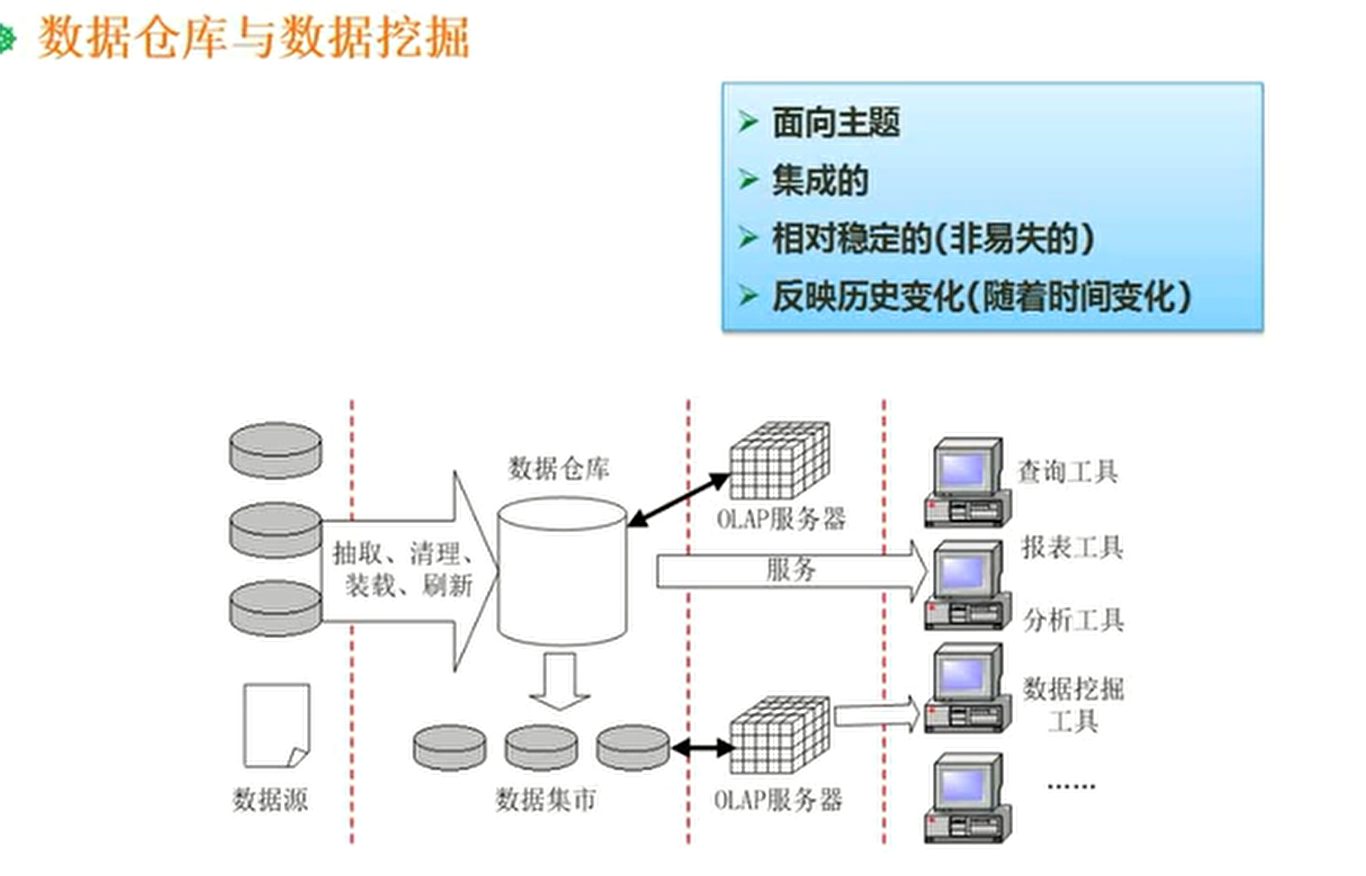 数据仓库与数据挖掘
面向主题
集成的
相对稳定的(非易失的)
反映历史变化(随着时间变化)
数据仓库
OLAP服务器
查询工具
抽取、清理、
装载、刷新
服务
报表工具
分析工具
数据挖掘
工具
数据源
数据集市
OLAP服务器
……